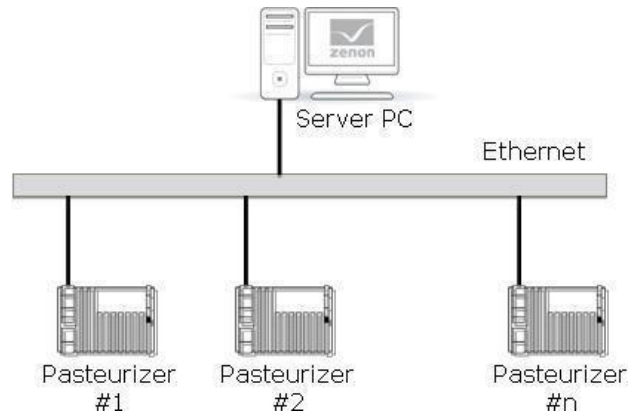 zenon
Server PC
Ethernet
Pasteurizer
#1
Pasteurizer
#2
Pasteurizer
#n